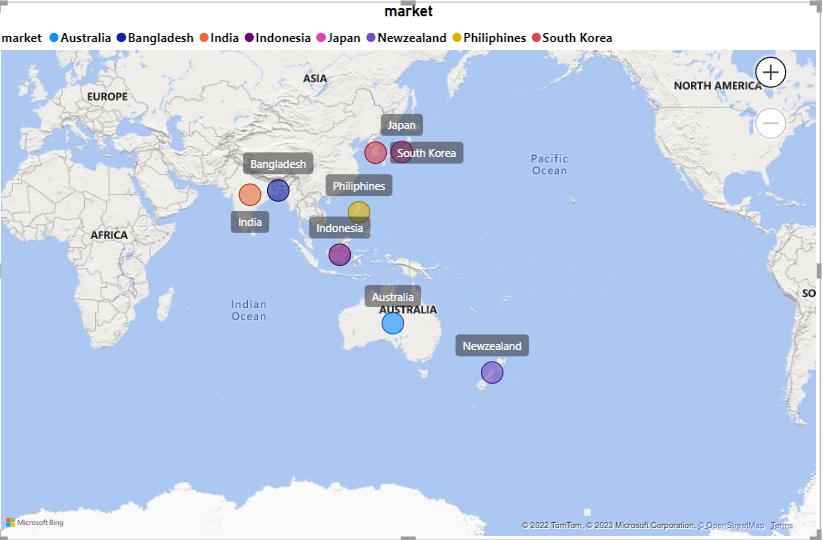 market
market Australia Bangladesh India Indonesia Japan Newzealand Philiphines South Korea
ASIA
NORTH AMERICA
EUROPE
Japan
South Korea
Bangladesh
Pacific
Ocean
Philiphines
India
Indonesia
AFRICA
SO
Indian
Ocean
Australia
AUSTRALIA
Newzealand
Microsoft Bing
© 2022 TomTom, © 2023 Microsoft Corporation, © OpenStreetMap Terms